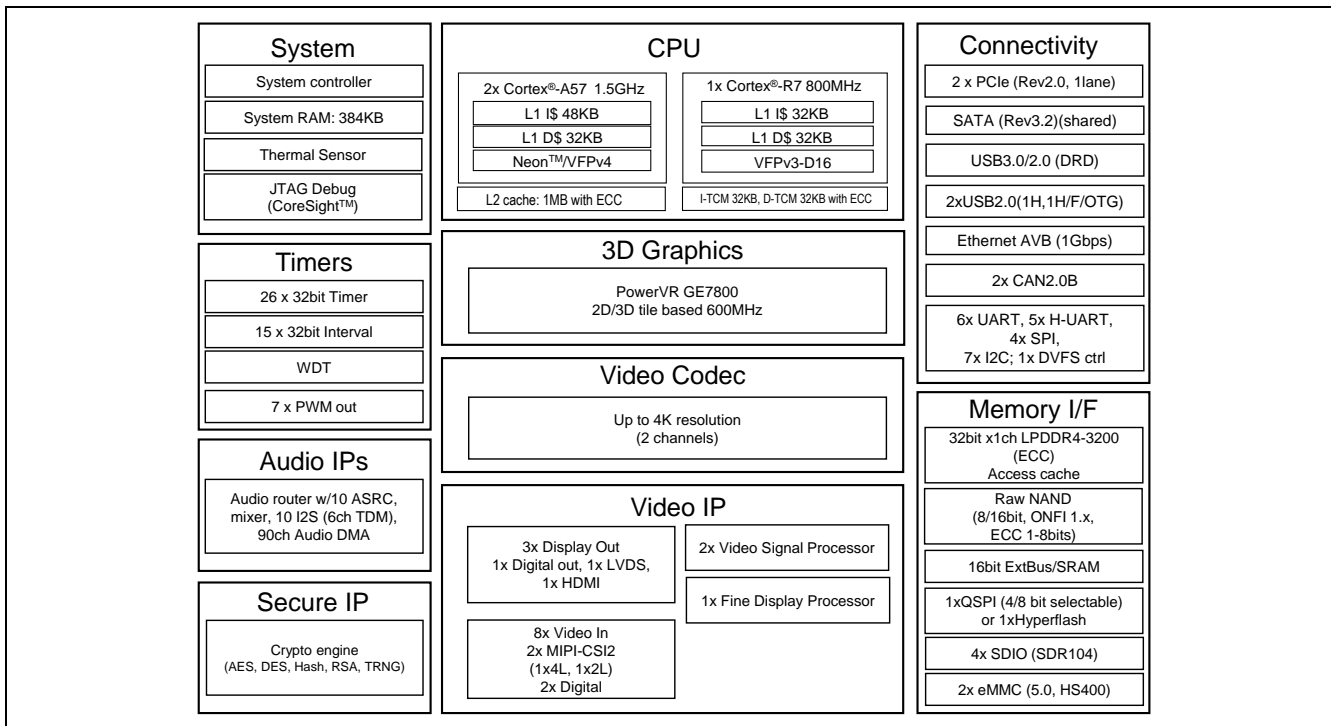 System
System controller
System RAM: 384KB
Thermal Sensor
JTAG Debug
(CoreSight™)
Timers
26 x 32bit Timer
15 x 32bit Interval
WDT
7 x PWM out
Audio IPs
Audio router w/10 ASRC,
mixer, 10 I2S (6ch TDM),
90ch Audio DMA
Secure IP
Crypto engine
(AES, DES, Hash, RSA, TRNG)
CPU
2x Cortex®-A57 1.5GHz
L1 I$ 48KB
L1 D$ 32KB
Neon™/VFPv4
L2 cache: 1MB with ECC
1x Cortex®-R7 800MHz
L1 I$ 32KB
L1 D$ 32KB
VFPv3-D16
I-TCM 32KB, D-TCM 32KB with ECC
3D Graphics
PowerVR GE7800
2D/3D tile based 600MHz
Video Codec
Up to 4K resolution
(2 channels)
Video IP
3x Display Out
1x Digital out, 1x LVDS,
1x HDMI
8x Video In
2x MIPI-CSI2
(1x4L, 1x2L)
2x Digital
2x Video Signal Processor
1x Fine Display Processor
Connectivity
2 x PCIe (Rev2.0, 1lane)
SATA (Rev3.2)(shared)
USB3.0/2.0 (DRD)
2xUSB2.0(1H,1H/F/OTG)
Ethernet AVB (1Gbps)
2x CAN2.0B
6x UART, 5x H-UART,
4x SPI,
7x I2C; 1x DVFS ctrl
Memory I/F
32bit x1ch LPDDR4-3200
(ECC)
Access cache
Raw NAND
(8/16bit, ONFI 1.x,
ECC 1-8bits)
16bit ExtBus/SRAM
1xQSPI (4/8 bit selectable)
or 1xHyperflash
4x SDIO (SDR104)
2x eMMC (5.0, HS400)